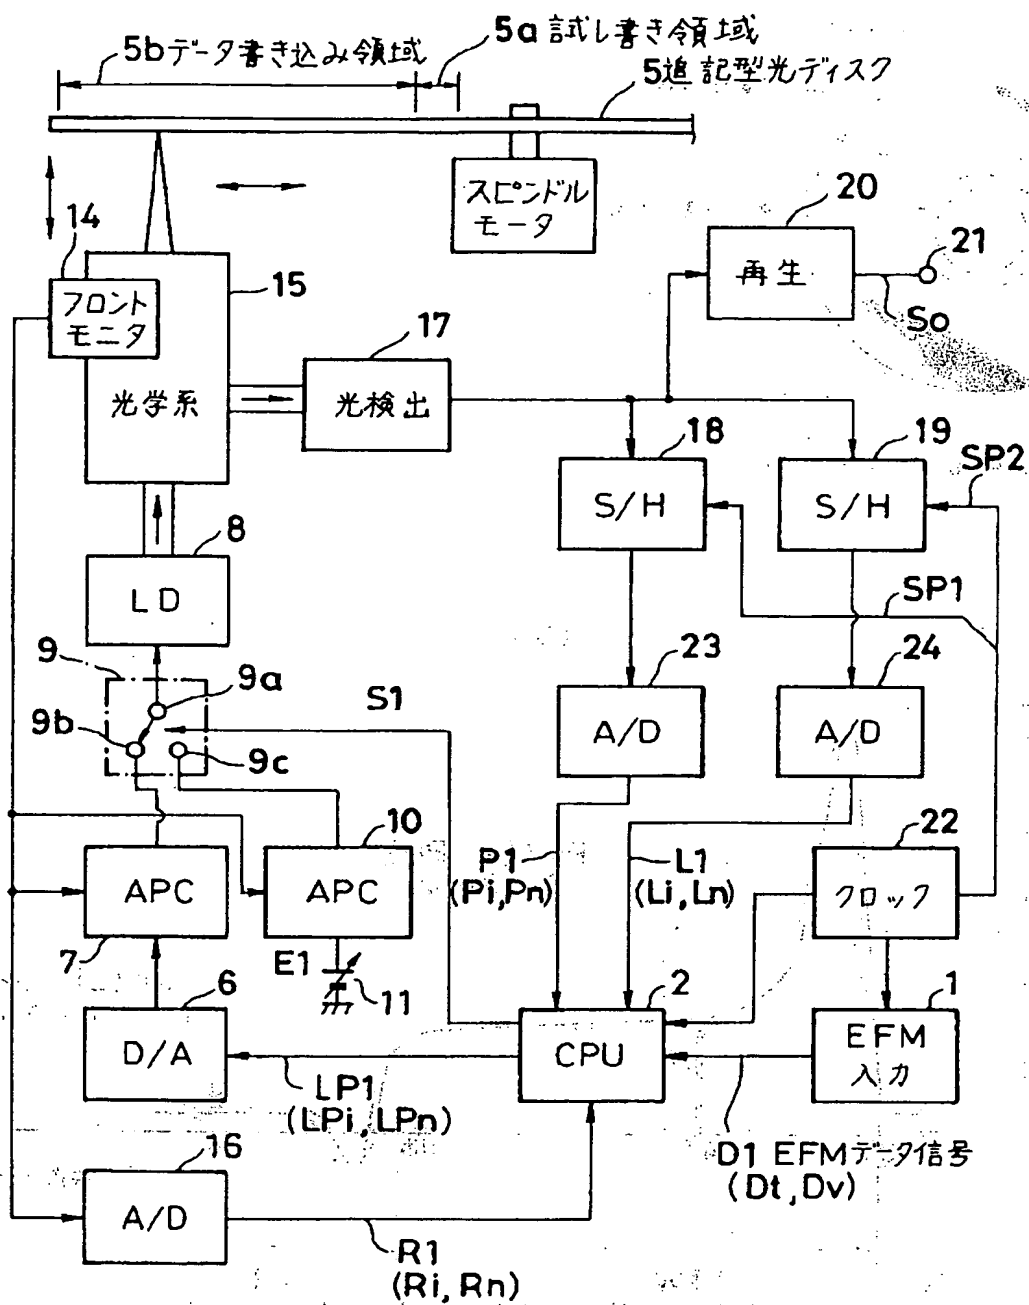 5a 試し書き領域
5bデータ書き込み領域
5追記型光ディスク
スピンドル
モータ
14
20
21
再生
So
フロント
モニタ
15
17
光学系
光検出
18
19
SP2
S/H
S/H
8
LD
SP1
9
9a
S1
23
24
9b
9c
A/D
A/D
10
22
P1
(Pi,Pn)
L1
(Li,Ln)
APC
APC
クロック
7
E1
11
6
2
1
D/A
CPU
EFM
入力
LP1
(LPi,LPn)
16
D1 EFMデータ信号
(Dt,Dv)
A/D
R1
(Ri,Rn)